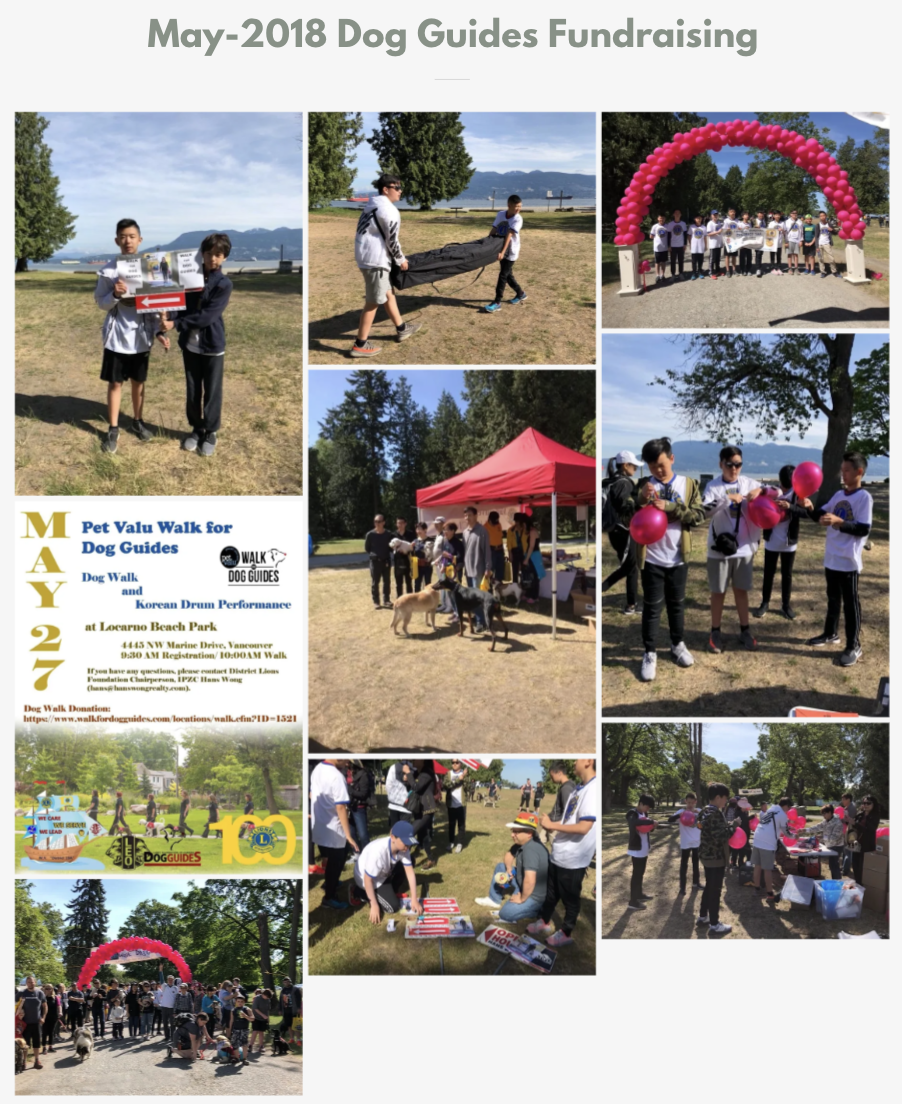 May-2018 Dog Guides Fundraising
MAY 27
Pet Valu Walk for
Dog Guides
WALK
DOG GUIDES
Dog Walk
and
Korean Drum Performance
at Locarno Beach Park
4445 NW Marine Drive, Vancouver
9:30 AM Registration/10:00AM Walk
If you have any questions, please contact District Lions
Foundation Chairperson, IPZC Hans Wong
(hans@hanswongrealty.com).
Dog Walk Donation:
https://www.walkfordogguides.com/locations/walk.cfm?ID=1521
WE CARE
WE LEAD
LEO
DOGGUIDES
100
OPEN